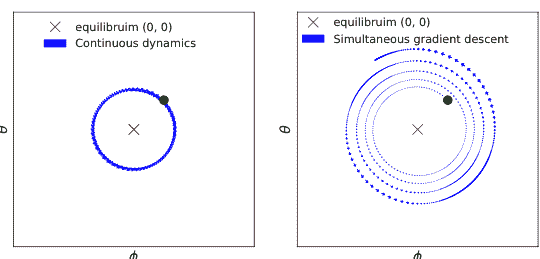 equilibruim (0, 0)
Continuous dynamics
θ
ϕ
equilibruim (0, 0)
Simultaneous gradient descent
θ
ϕ